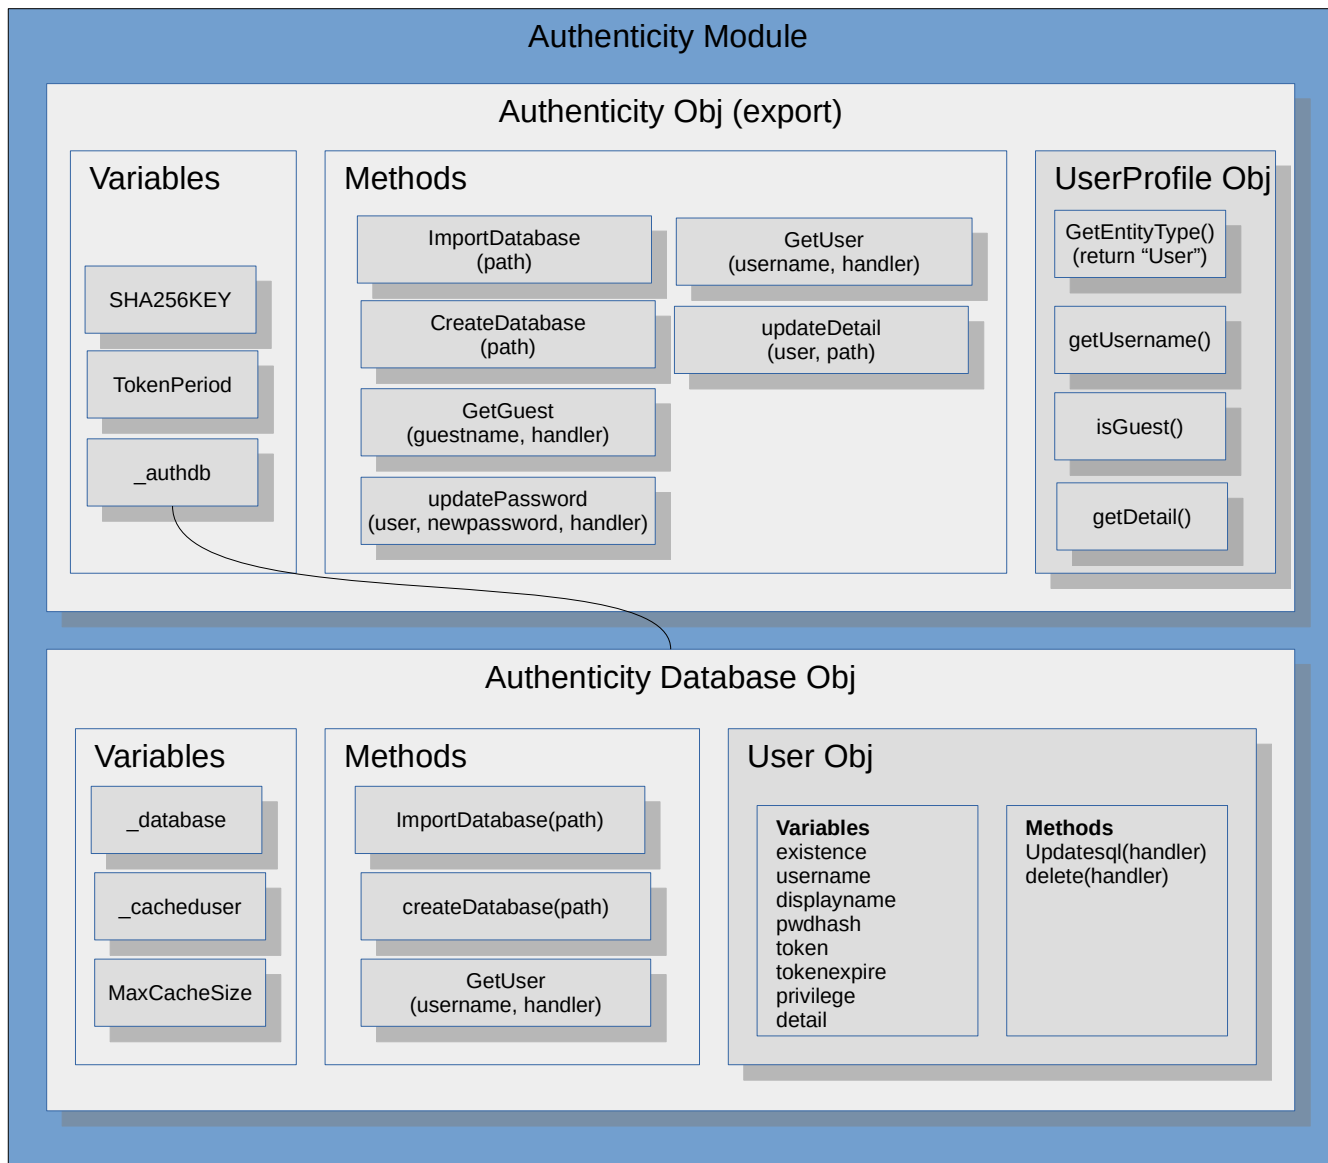 Authenticity Module
Authenticity Obj (export)
Variables
SHA256KEY
TokenPeriod
_authdb
Methods
ImportDatabase
(path)
CreateDatabase
(path)
GetGuest
(guestname, handler)
updatePassword
(user, newpassword, handler)
GetUser
(username, handler)
updateDetail
(user, path)
UserProfile Obj
GetEntityType()
(return “User”)
getUsername()
isGuest()
getDetail()
Authenticity Database Obj
Variables
_database
_cacheduser
MaxCacheSize
Methods
ImportDatabase(path)
createDatabase(path)
GetUser
(username, handler)
User Obj
Variables
existence
username
displayname
pwdhash
token
tokenexpire
privilege
detail
Methods
Updatesql(handler)
delete(handler)